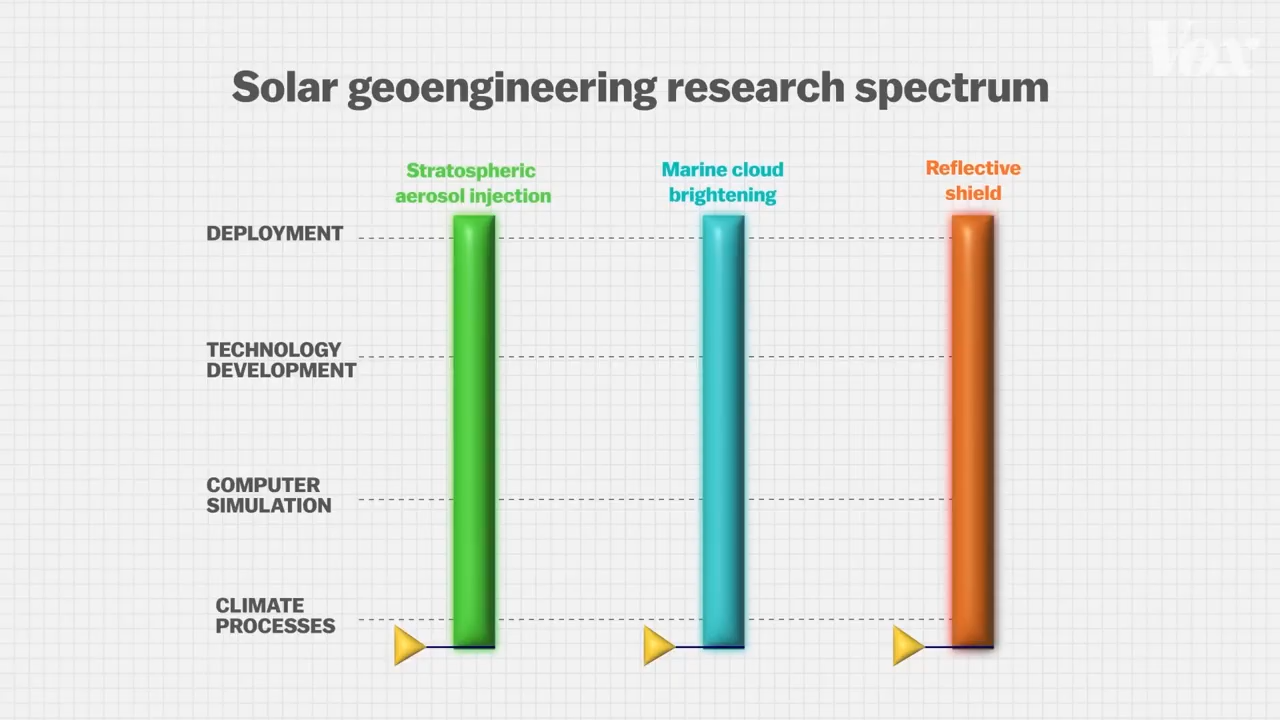 Vox
Solar geoengineering research spectrum
Stratospheric
aerosol injection
Marine cloud
brightening
Reflective
shield
DEPLOYMENT
TECHNOLOGY
DEVELOPMENT
COMPUTER
SIMULATION
CLIMATE
PROCESSES